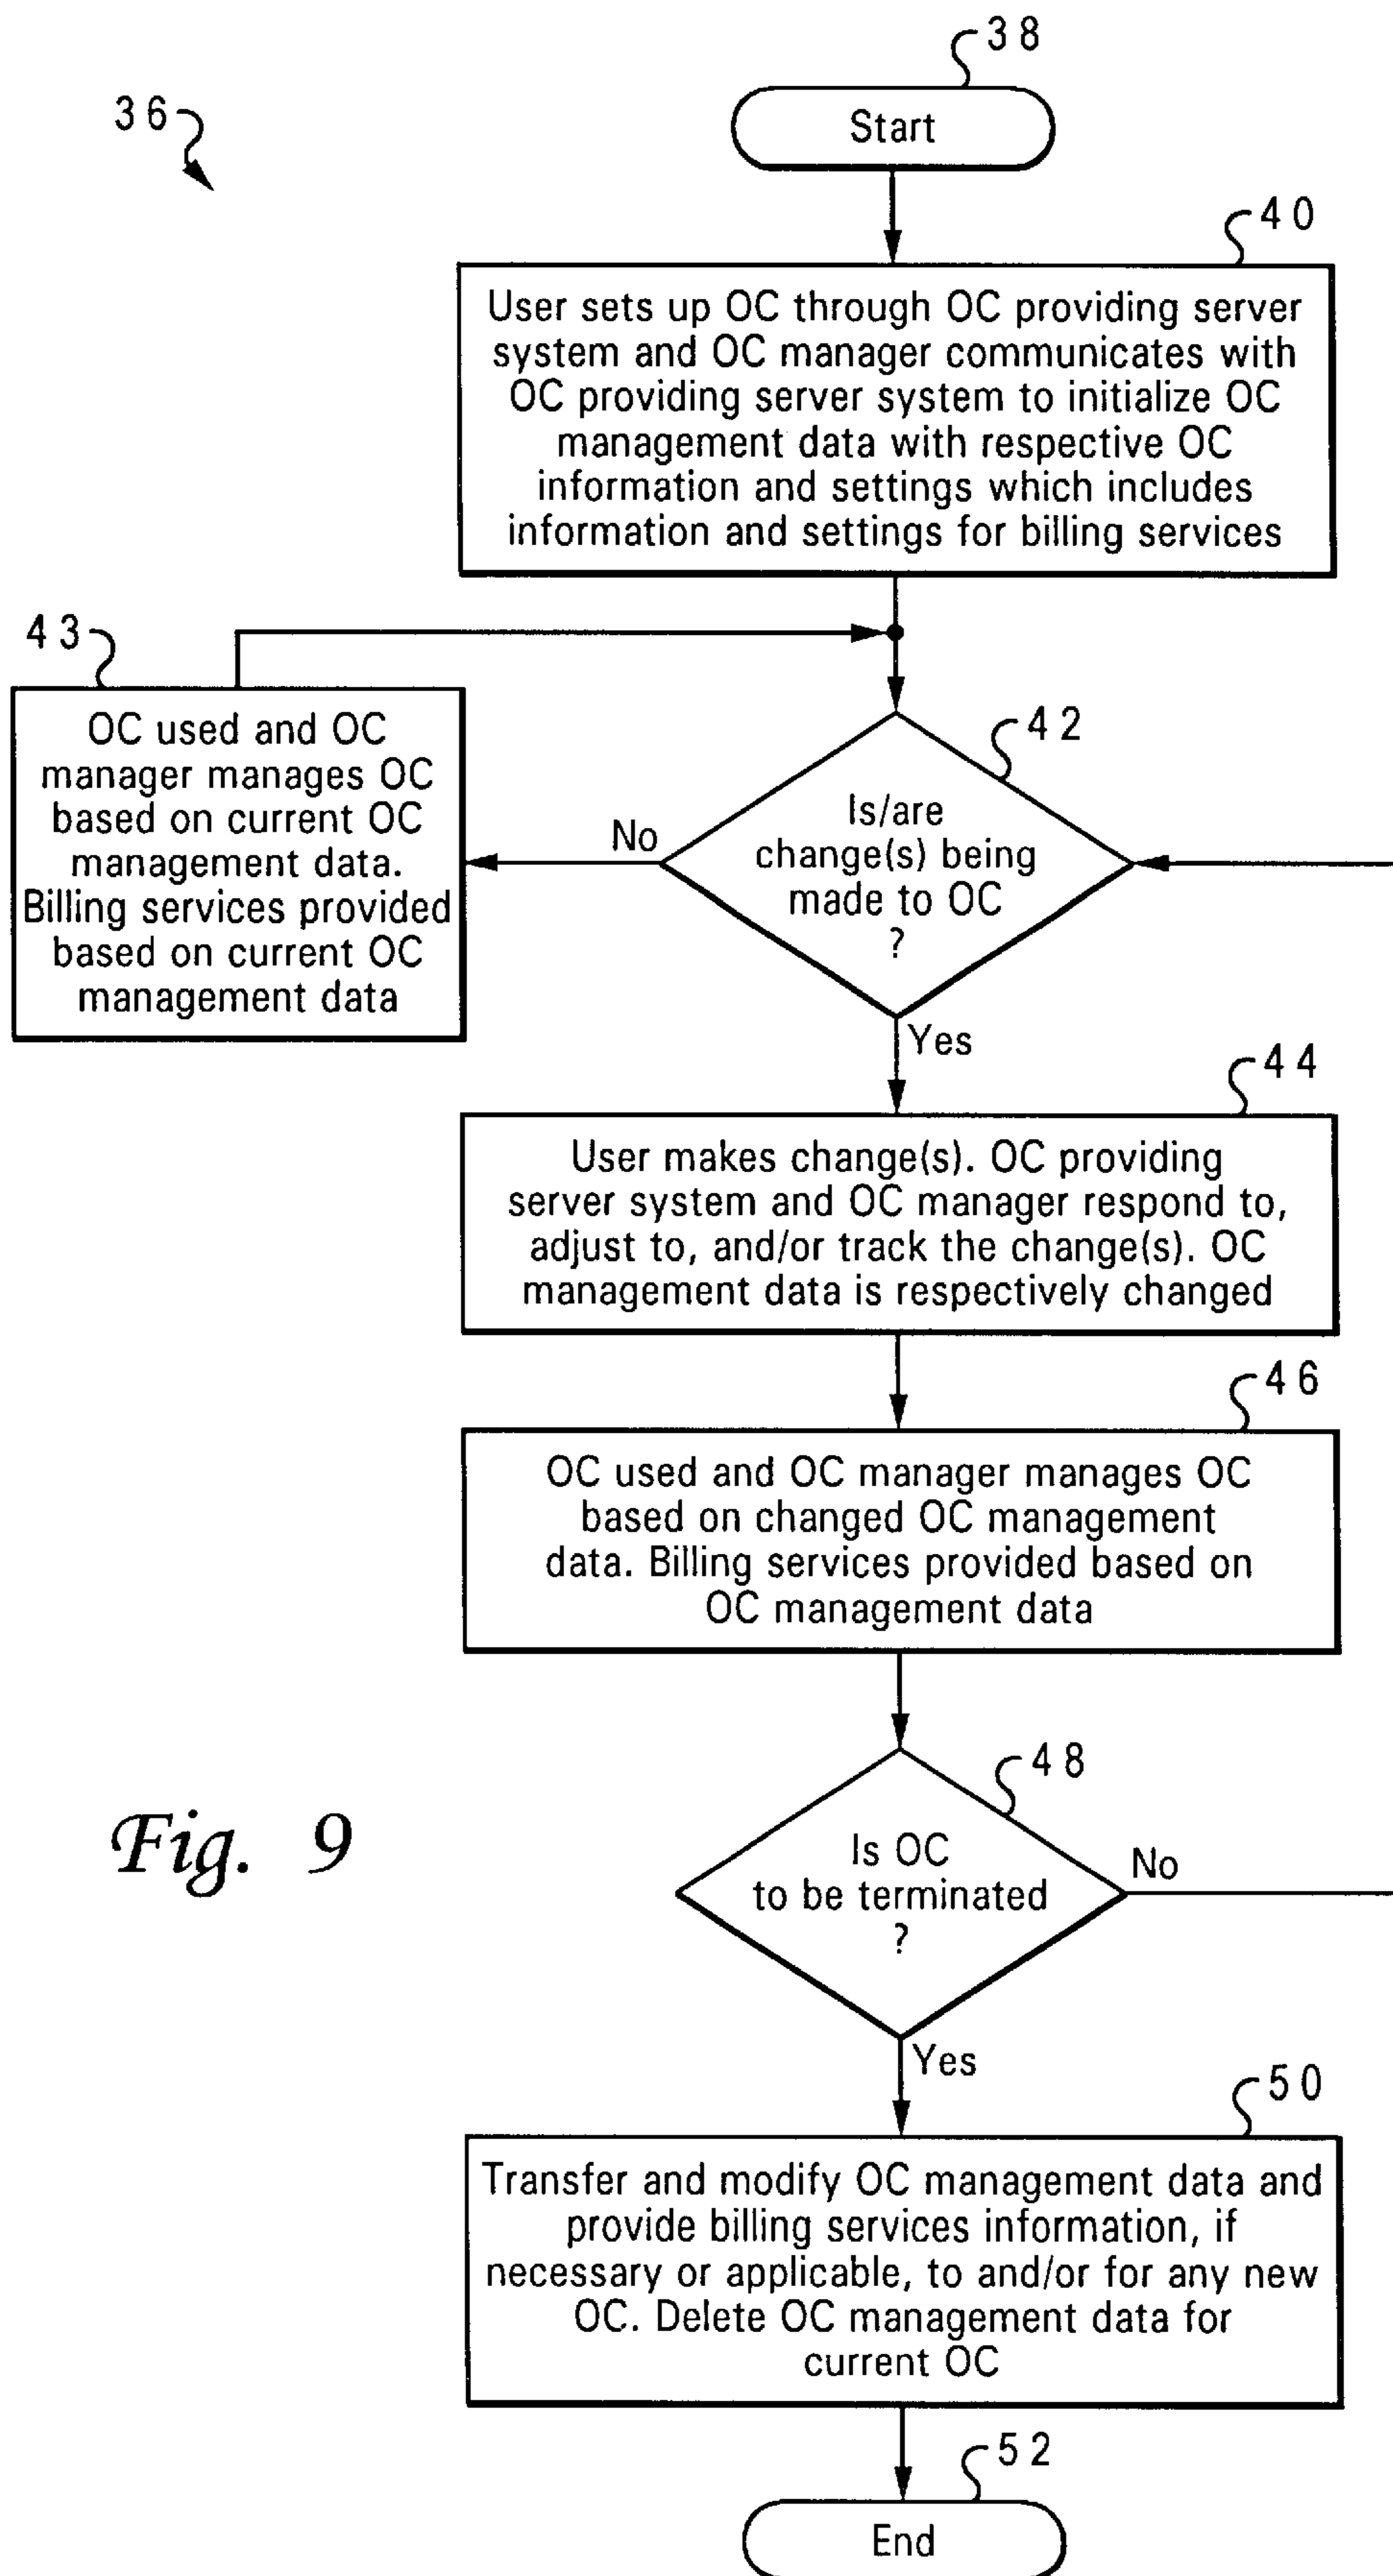 38
36
Start
40
User sets up OC through OC providing server
system and OC manager communicates with
OC providing server system to initialize OC
management data with respective OC
information and settings which includes
information and settings for billing services
43
OC used and OC
manager manages OC
based on current OC
management data.
Billing services provided
based on current OC
management data
42
No
Is/are
change(s) being
made to OC
?
Yes
44
User makes change(s). OC providing
server system and OC manager respond to,
adjust to, and/or track the change(s). OC
management data is respectively changed
46
OC used and OC manager manages OC
based on changed OC management
data. Billing services provided based on
OC management data
48
Is OC
to be terminated
?
No
Fig. 9
Yes
50
Transfer and modify OC management data and
provide billing services information, if
necessary or applicable, to and/or for any new
OC. Delete OC management data for
current OC
52
End